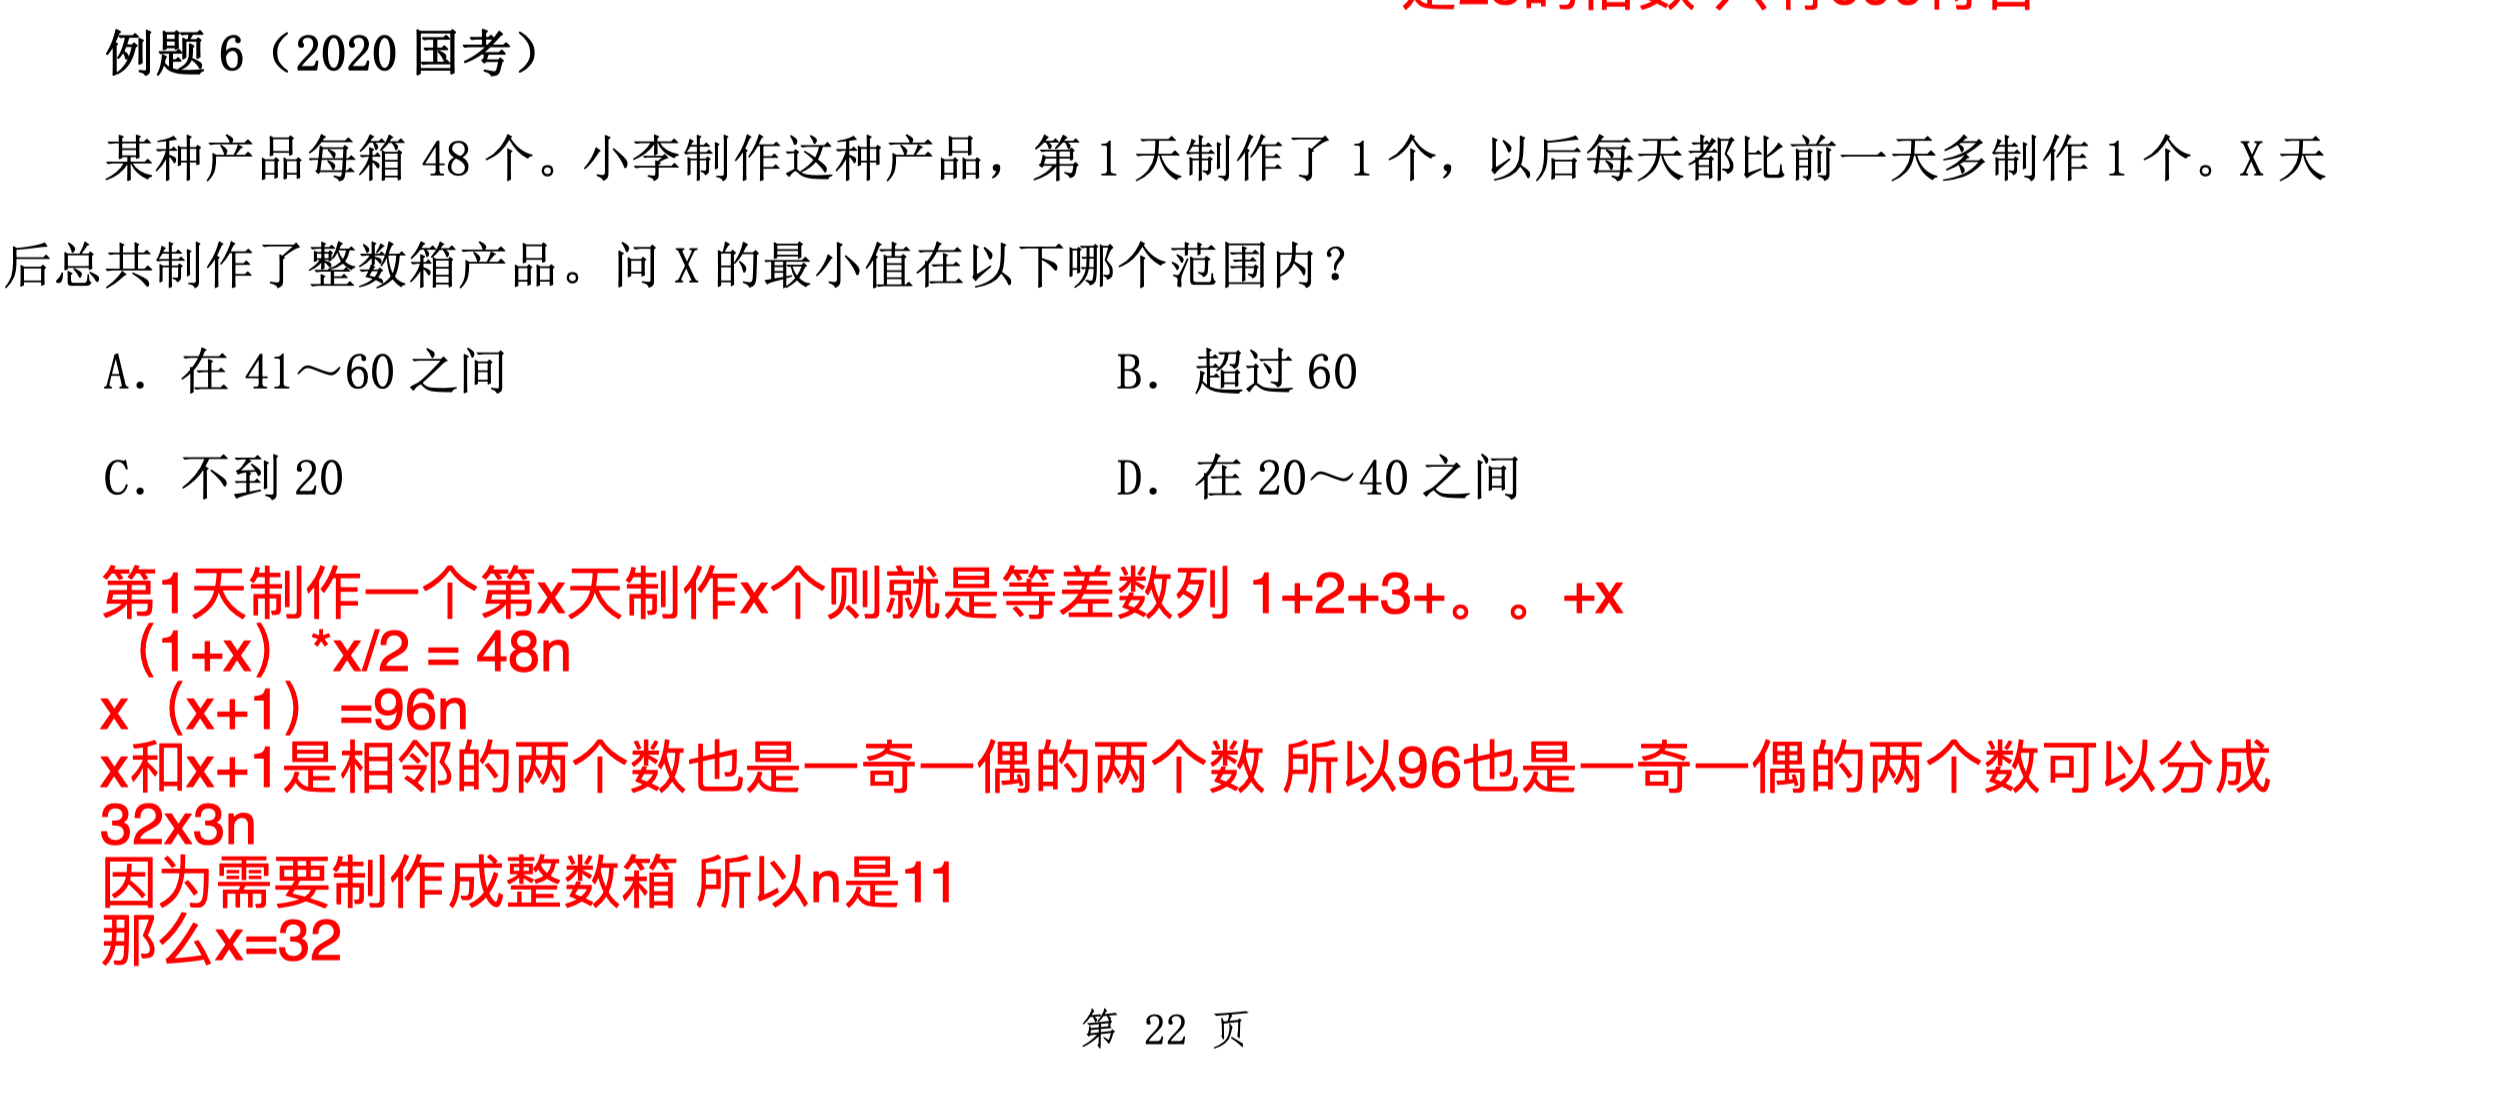 例题 6（2020 国考）
某种产品每箱 48 个。小李制作这种产品，第 1 天制作了 1 个，以后每天都比前一天多制作 1 个。X 天
后总共制作了整数箱产品。问 X 的最小值在以下哪个范围内？
A. 在 41～60 之间 B. 超过 60
C. 不到 20 D. 在 20～40 之间
第1天制作一个第x天制作x个 则就是等差数列 1+2+3+。。+x
（1+x）*x/2 = 48n
x（x+1）=96n
x和x+1是相邻的两个数也是一奇一偶的两个数 所以96也是一奇一偶的两个数可以分成
32x3n
因为需要制作成整数箱 所以n是11
那么x=32
第 22 页